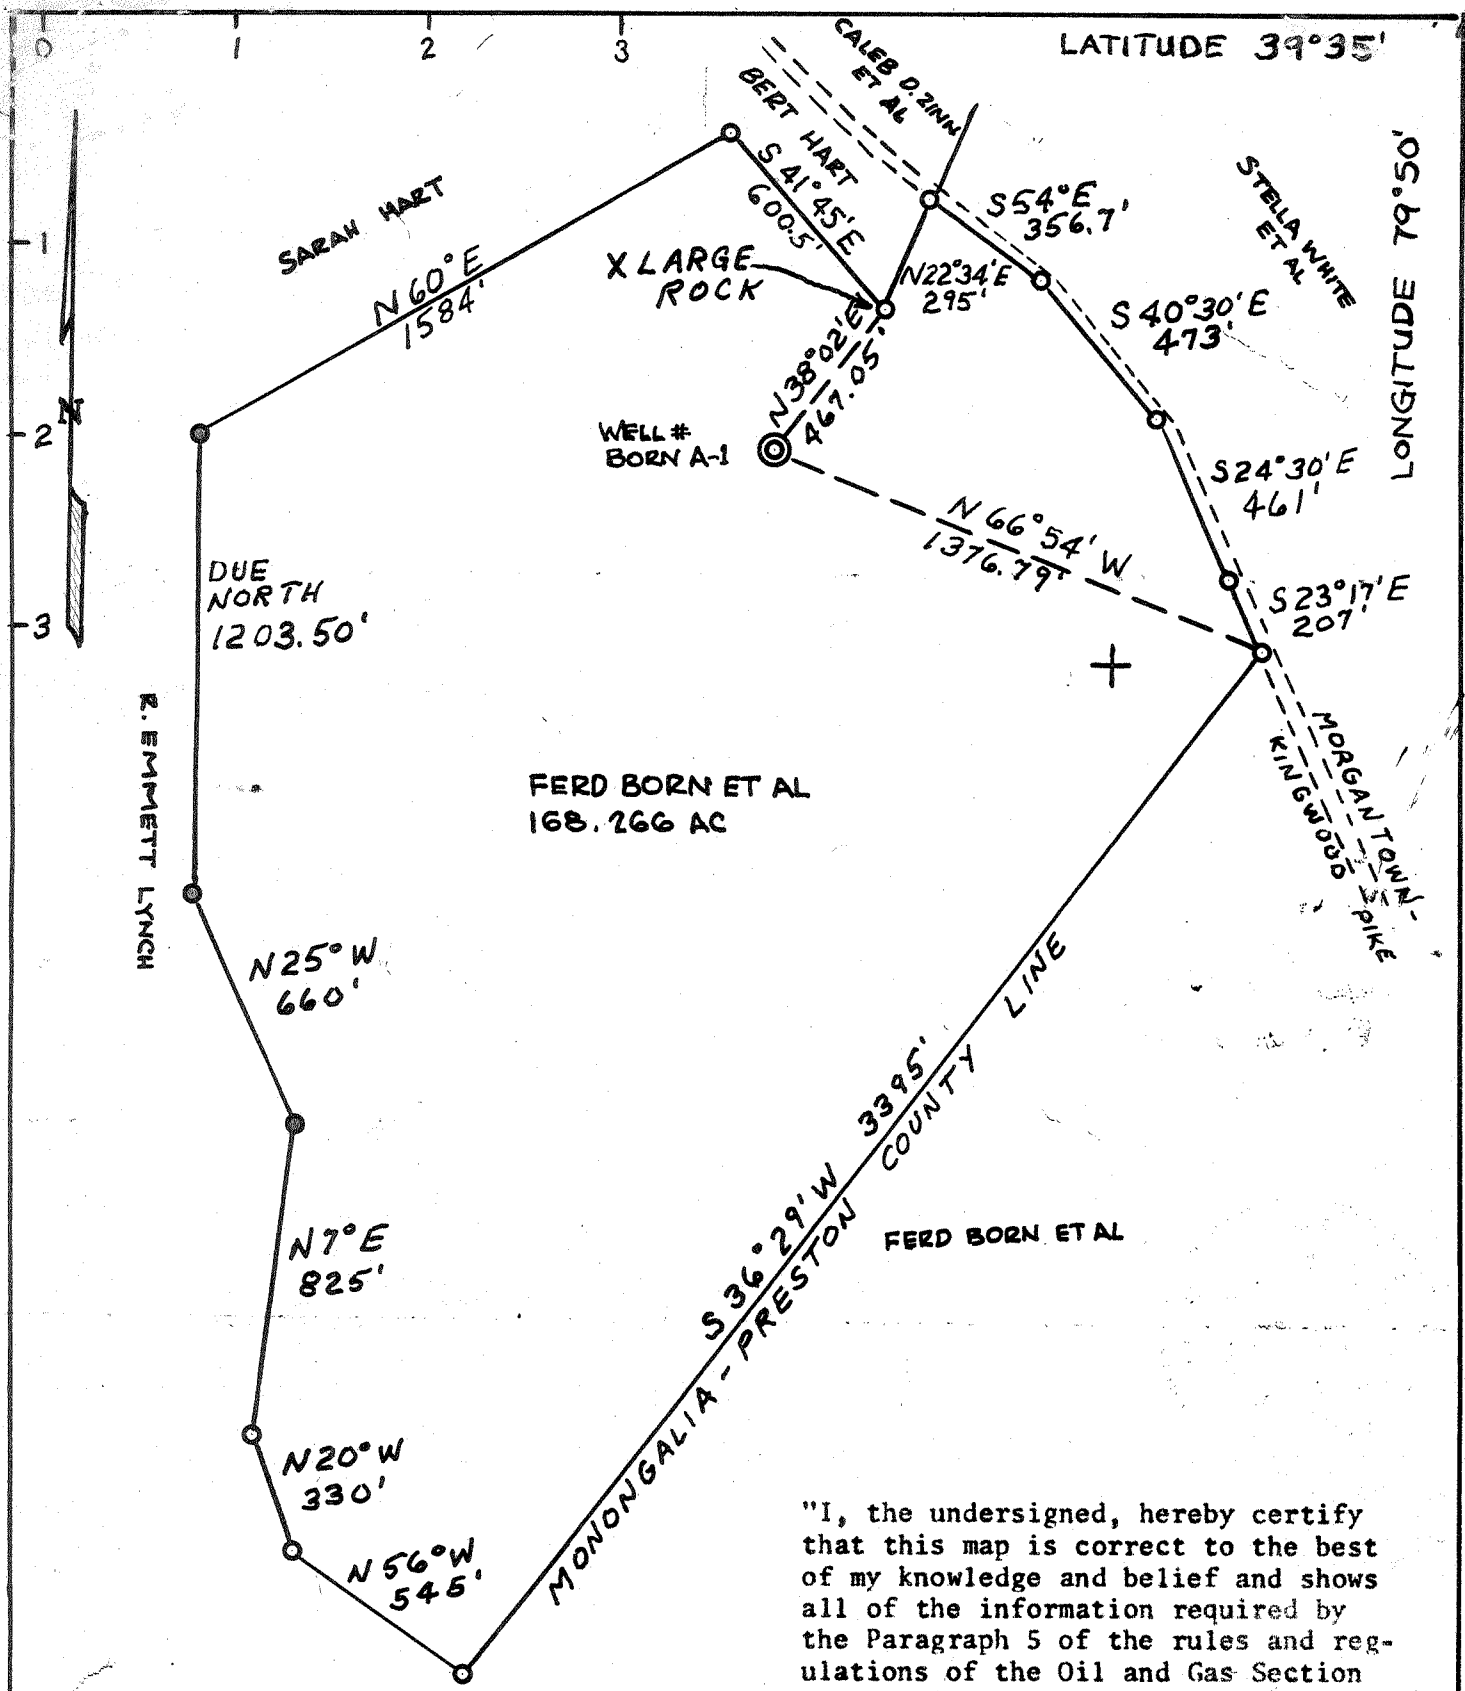 0 1 2 3
LATITUDE 39°35'
CALEB D. ZINN
ET AL
BERT HART
S 41°45' E
600.5'
SARAH HART
N 60° E
1584'
X LARGE
ROCK
N22°34'E
295'
S 54° E
356.7'
STELLA WHITE
ET AL
LONGITUDE 79°50'
S 40°30' E
473'
1
2
3
N
N38°02'E
467.05'
WELL #
BORN A-1
S24°30'E
461'
N 66°54' W
1376.79'
S23°17'E
207'
DUE
NORTH
1203.50'
R. EMMETT LYNCH
MORGANTOWN-
KINGWOOD PIKE
FERD BORN ET AL
168.266 AC
N 25° W
660'
S 36°29' W 3395'
MONONGALIA - PRESTON COUNTY LINE
N 7° E
825'
FERD BORN ET AL
N 20° W
330'
N 56° W
545'
"I, the undersigned, hereby certify
that this map is correct to the best
of my knowledge and belief and shows
all of the information required by
the Paragraph 5 of the rules and reg-
ulations of the Oil and Gas Section